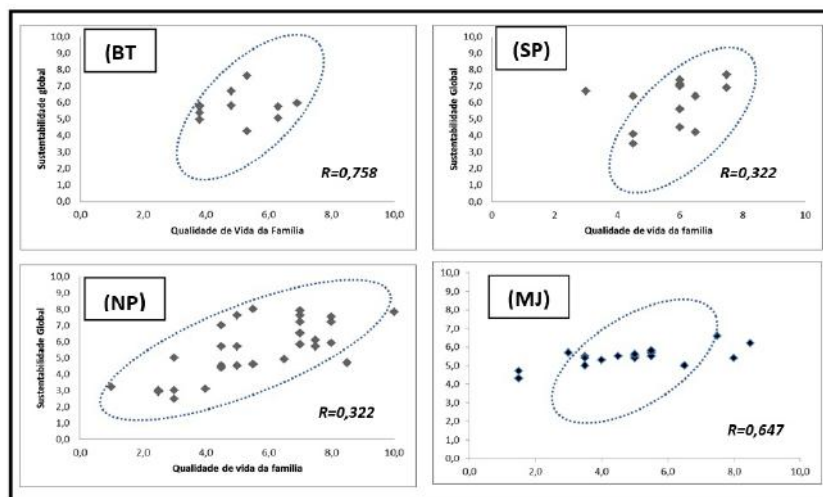 (BT
Sustentabilidade global
10,0
9,0
8,0
7,0
6,0
5,0
4,0
3,0
2,0
1,0
0,0
R=0,758
0,0 2,0 4,0 6,0 8,0 10,0
Qualidade de Vida da Família
(SP)
Sustentabilidade Global
10,0
9,0
8,0
7,0
6,0
5,0
4,0
3,0
2,0
1,0
0,0
R=0,322
0 2 4 6 8 10
Qualidade de vida da família
(NP)
Sustentabilidade Global
10,0
9,0
8,0
7,0
6,0
5,0
4,0
3,0
2,0
1,0
0,0
R=0,322
0,0 2,0 4,0 6,0 8,0 10,0
Qualidade de vida da família
(MJ)
10,0
9,0
8,0
7,0
6,0
5,0
4,0
3,0
2,0
1,0
0,0
R=0,647
0,0 2,0 4,0 6,0 8,0 10,0